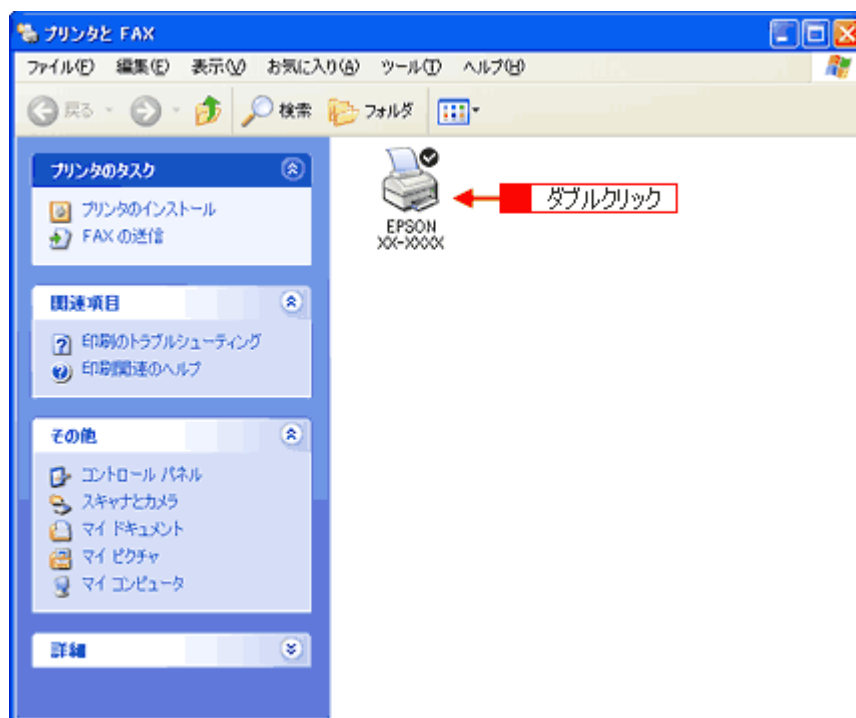 プリンタと FAX
ファイル(F) 編集(E) 表示(V) お気に入り(A) ツール(T) ヘルプ(H)
戻る 検索 フォルダ
プリンタのタスク
プリンタのインストール
FAX の送信
関連項目
印刷のトラブルシューティング
印刷関連のヘルプ
その他
コントロール パネル
スキャナとカメラ
マイ ドキュメント
マイ ピクチャ
マイ コンピュータ
詳細
EPSON
XX-XXXX
ダブルクリック